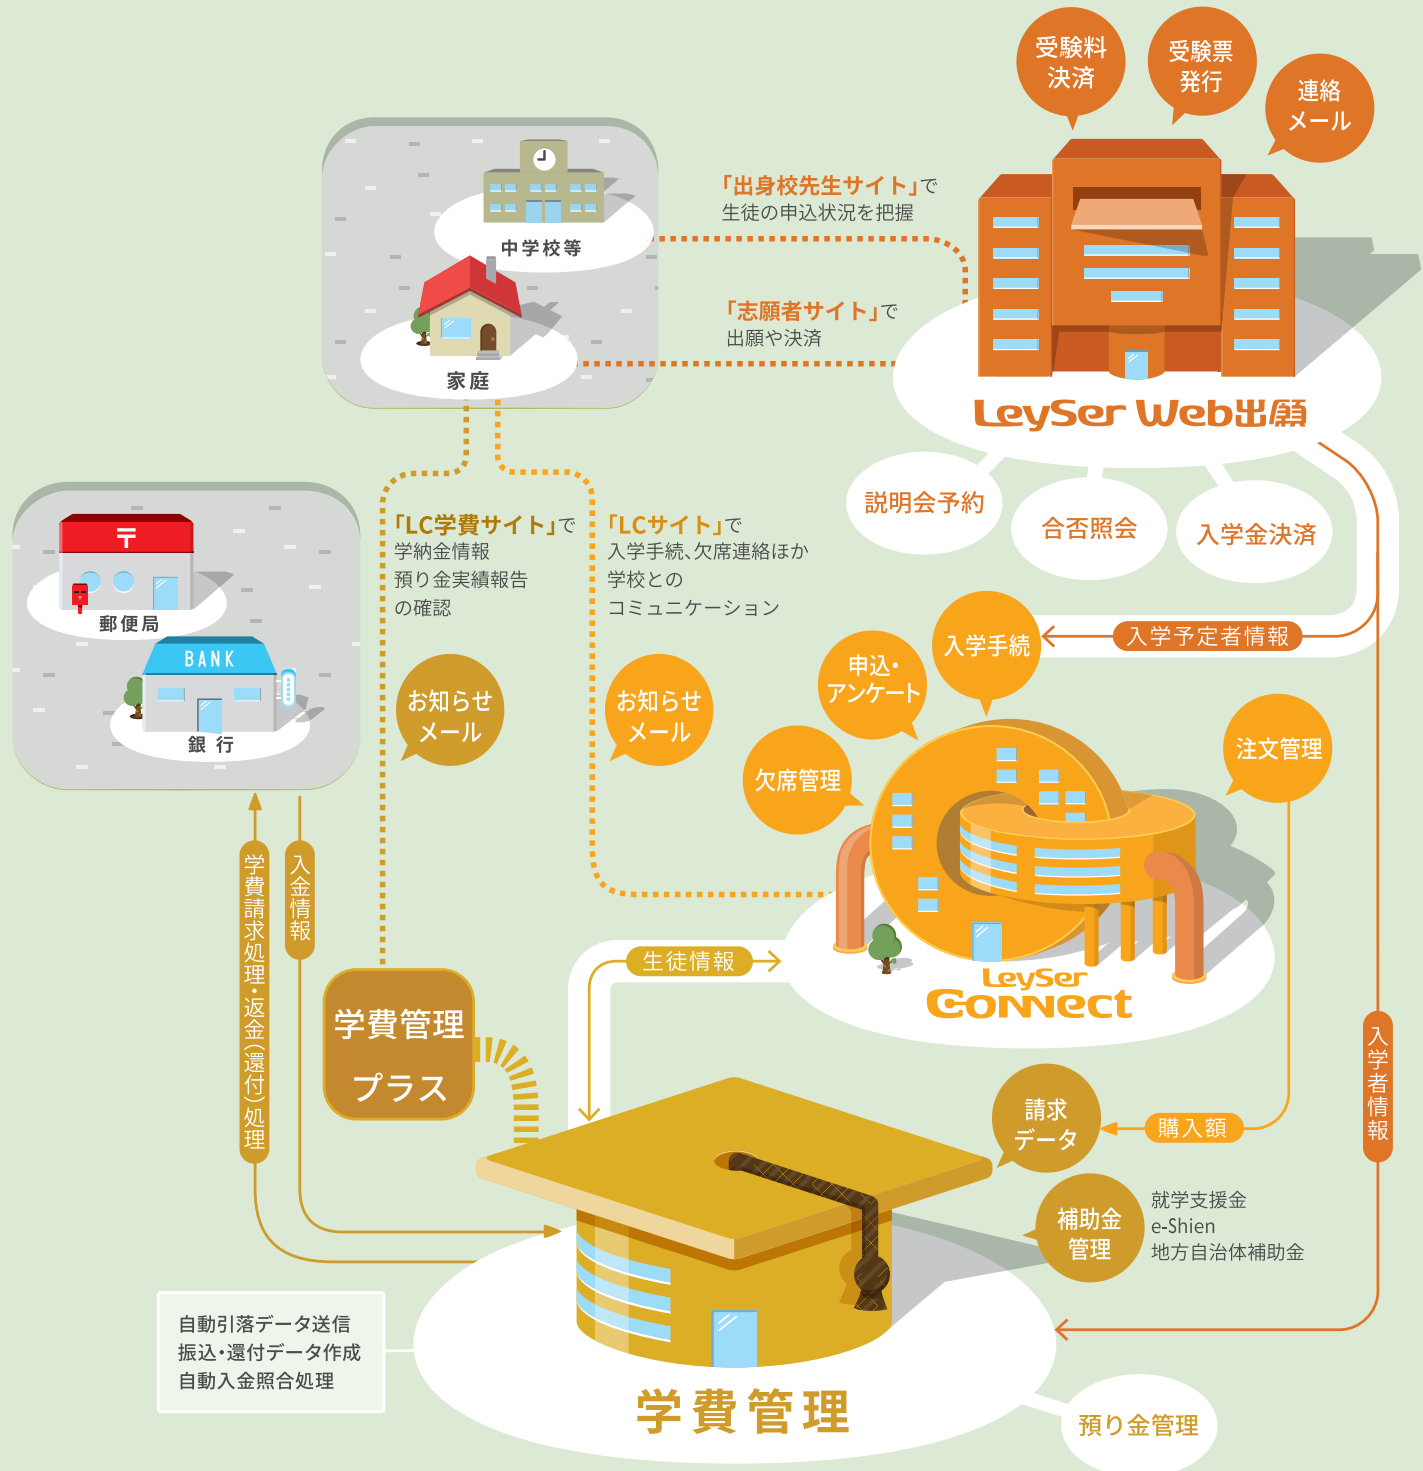 受験料
決済
受験票
発行
連絡
メール
中学校等
家庭
「出身校先生サイト」で
生徒の申込状況を把握
「志願者サイト」で
出願や決済
LeySer Web出願
説明会予約
合否照会
入学金決済
郵便局
BANK
銀行
「LC学費サイト」で
学納金情報
預り金実績報告
の確認
「LCサイト」で
入学手続、欠席連絡ほか
学校との
コミュニケーション
お知らせ
メール
お知らせ
メール
入学手続
入学予定者情報
申込・
アンケート
欠席管理
注文管理
LeySer
CONNECT
学費請求処理・返金(還付)処理
入金情報
生徒情報
学費管理
プラス
入学者情報
請求
データ
購入額
補助金
管理
就学支援金
e-Shien
地方自治体補助金
自動引落データ送信
振込・還付データ作成
自動入金照合処理
学費管理
預り金管理